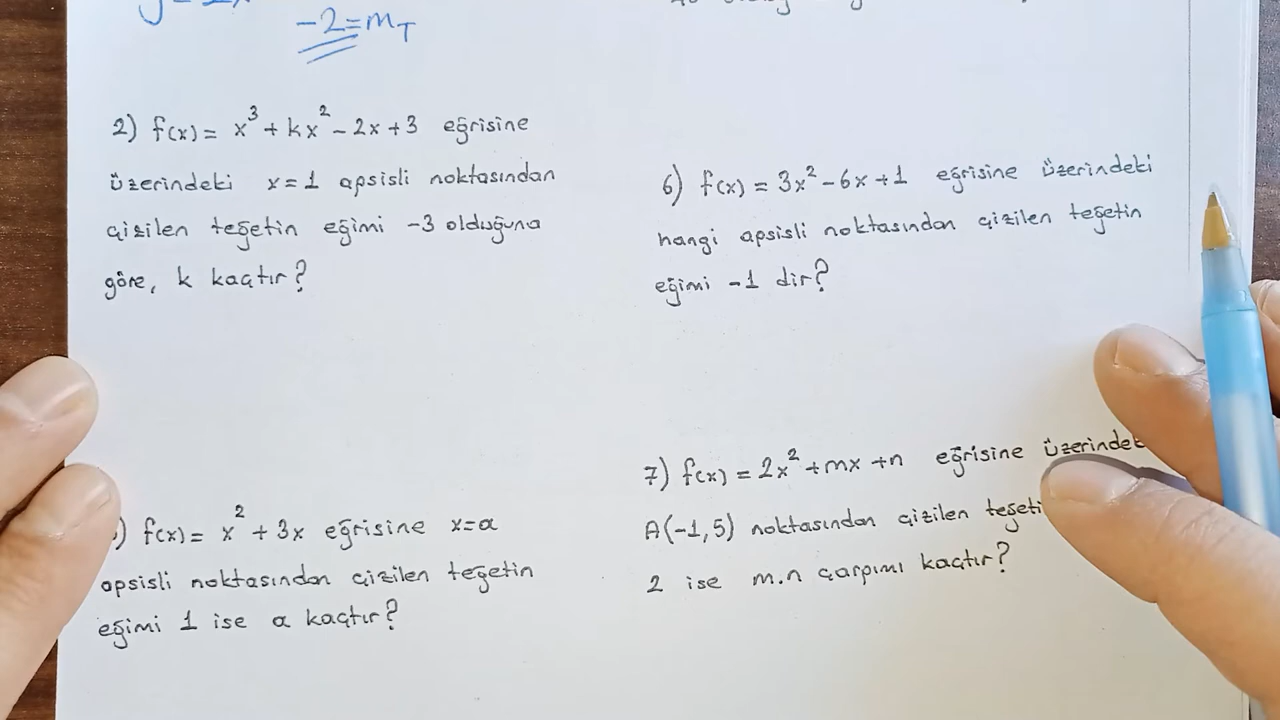 -2=m_T
2) f(x) = x³ + kx² - 2x + 3 eğrisine
üzerindeki x=1 apsisli noktasından
çizilen teğetin eğimi -3 olduğuna
göre, k kaçtır?
) f(x) = x² + 3x eğrisine x=a
apsisli noktasından çizilen teğetin
eğimi 1 ise a kaçtır?
6) f(x) = 3x² - 6x + 1 eğrisine üzerindeki
hangi apsisli noktasından çizilen teğetin
eğimi -1 dir?
7) f(x) = 2x² + mx + n eğrisine
A(-1,5) noktasından çizilen
2 ise m.n çarpımı kaçtır?